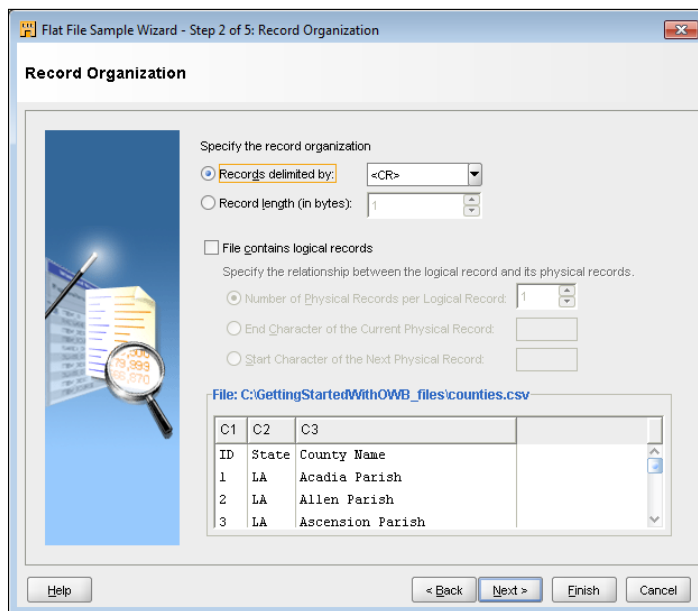 Flat File Sample Wizard - Step 2 of 5: Record Organization
Record Organization
Specify the record organization
Records delimited by: <CR>
Record length (in bytes): 1
File contains logical records
Specify the relationship between the logical record and its physical records.
Number of Physical Records per Logical Record: 1
End Character of the Current Physical Record:
Start Character of the Next Physical Record:
File: C:\GettingStartedWithOWB_files\counties.csv
C1 C2 C3
ID State County Name
1 LA Acadia Parish
2 LA Allen Parish
3 LA Ascension Parish
Help < Back Next > Finish Cancel